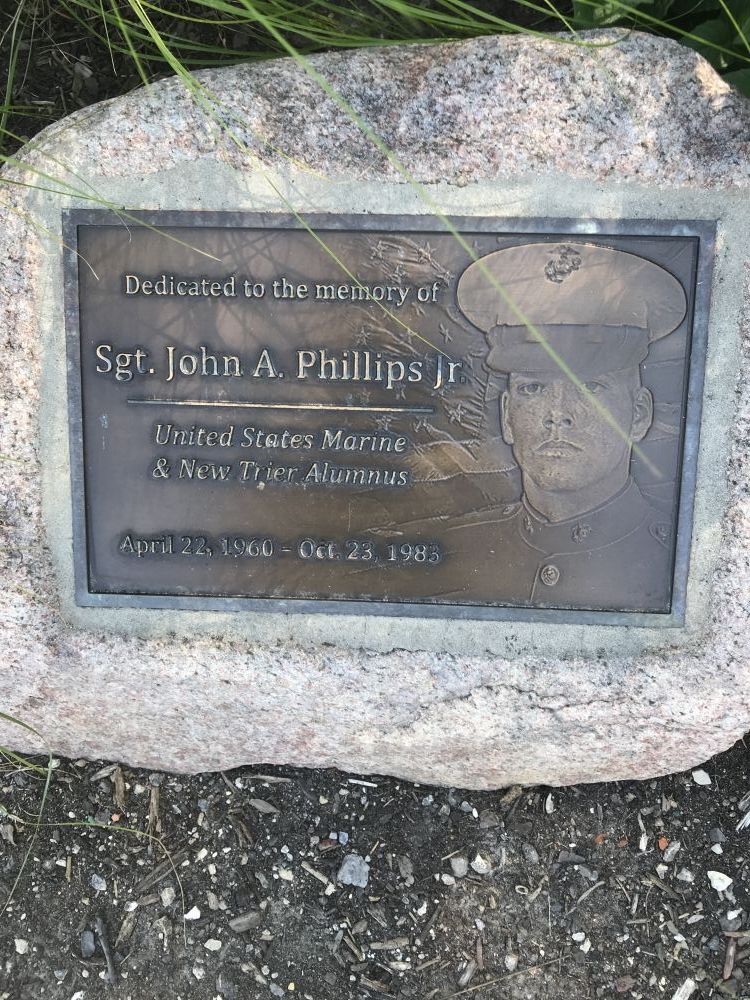 Dedicated to the memory of
Sgt. John A. Phillips Jr.
United States Marine
& New Trier Alumnus
April 22, 1960 - Oct. 23, 1983